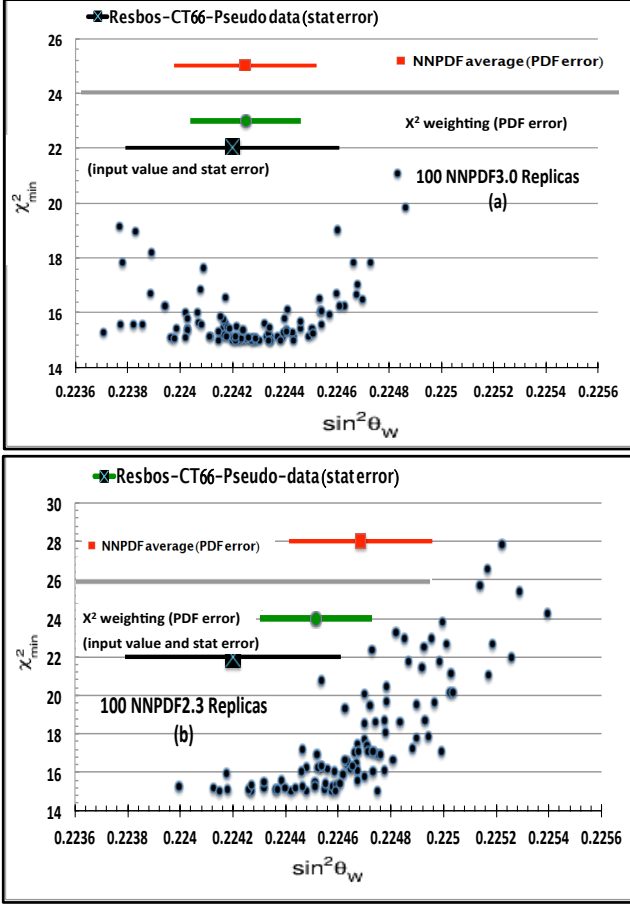 Resbos-CT66-Pseudo data (stat error)
26
NNPDF average (PDF error)
24
Χ² weighting (PDF error)
22
(input value and stat error)
100 NNPDF3.0 Replicas
20
(a)
χ²min
18
16
14
0.2236 0.2238 0.224 0.2242 0.2244 0.2246 0.2248 0.225 0.2252 0.2254 0.2256
sin²θW
Resbos-CT66-Pseudo-data (stat error)
30
28
NNPDF average (PDF error)
26
24
Χ² weighting (PDF error)
(input value and stat error)
22
χ²min
20
100 NNPDF2.3 Replicas
18
(b)
16
14
0.2236 0.2238 0.224 0.2242 0.2244 0.2246 0.2248 0.225 0.2252 0.2254 0.2256
sin²θW